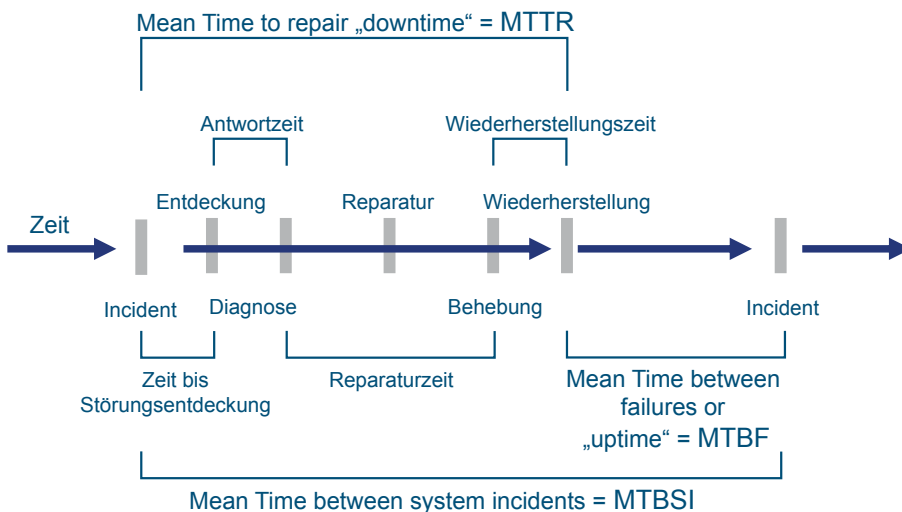 Mean Time to repair „downtime“ = MTTR
Antwortzeit
Wiederherstellungszeit
Entdeckung
Reparatur
Wiederherstellung
Zeit
Incident
Diagnose
Behebung
Incident
Zeit bis
Störungsentdeckung
Reparaturzeit
Mean Time between
failures or
„uptime“ = MTBF
Mean Time between system incidents = MTBSI